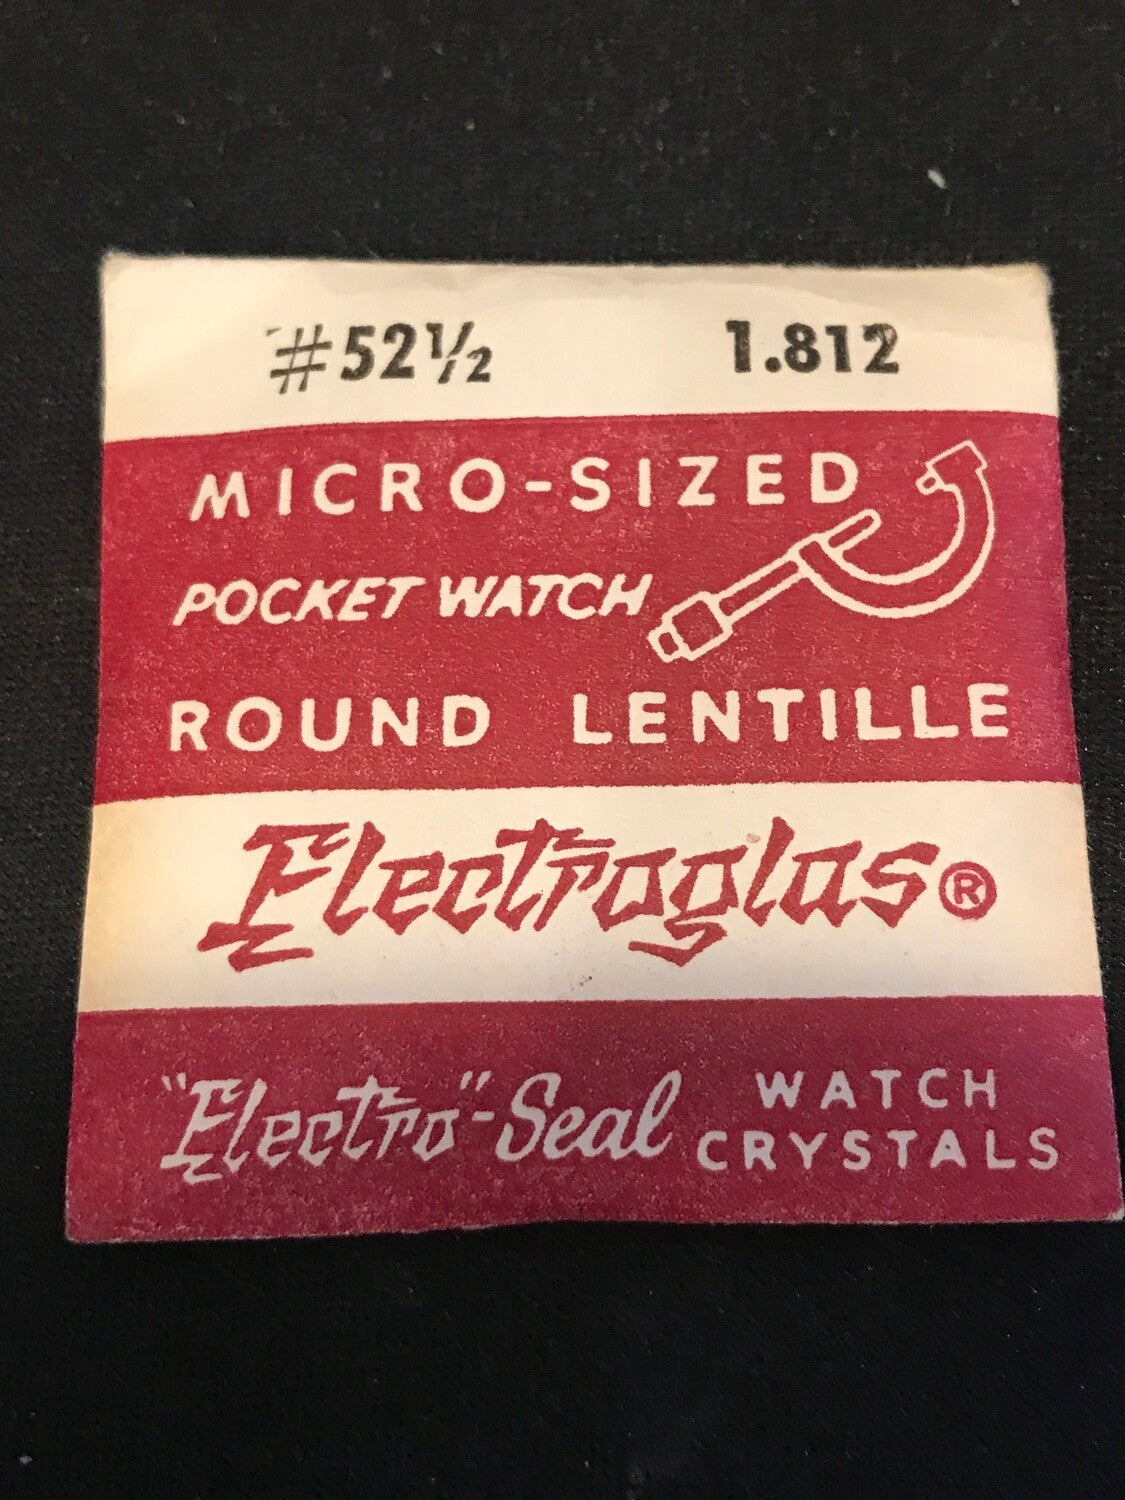 #52½ 1.812
MICRO-SIZED
POCKET WATCH
ROUND LENTILLE
Electroglas®
"Electro"-Seal WATCH CRYSTALS